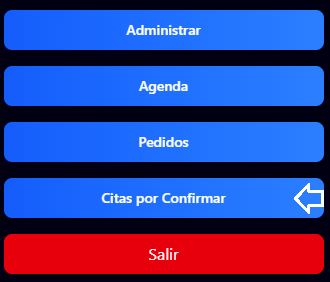 Administrar
Agenda
Pedidos
Citas por Confirmar
Salir